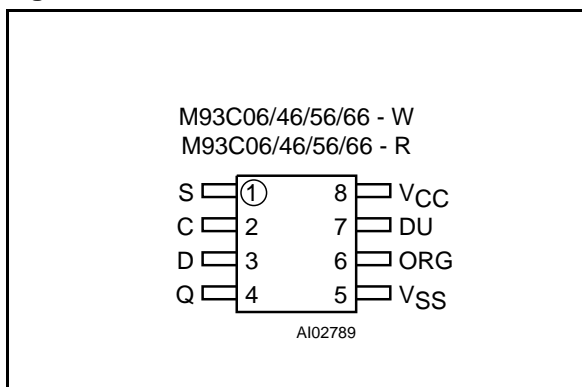 M93C06/46/56/66 - W
M93C06/46/56/66 - R
S 1 8 VCC
C 2 7 DU
D 3 6 ORG
Q 4 5 VSS
AI02789